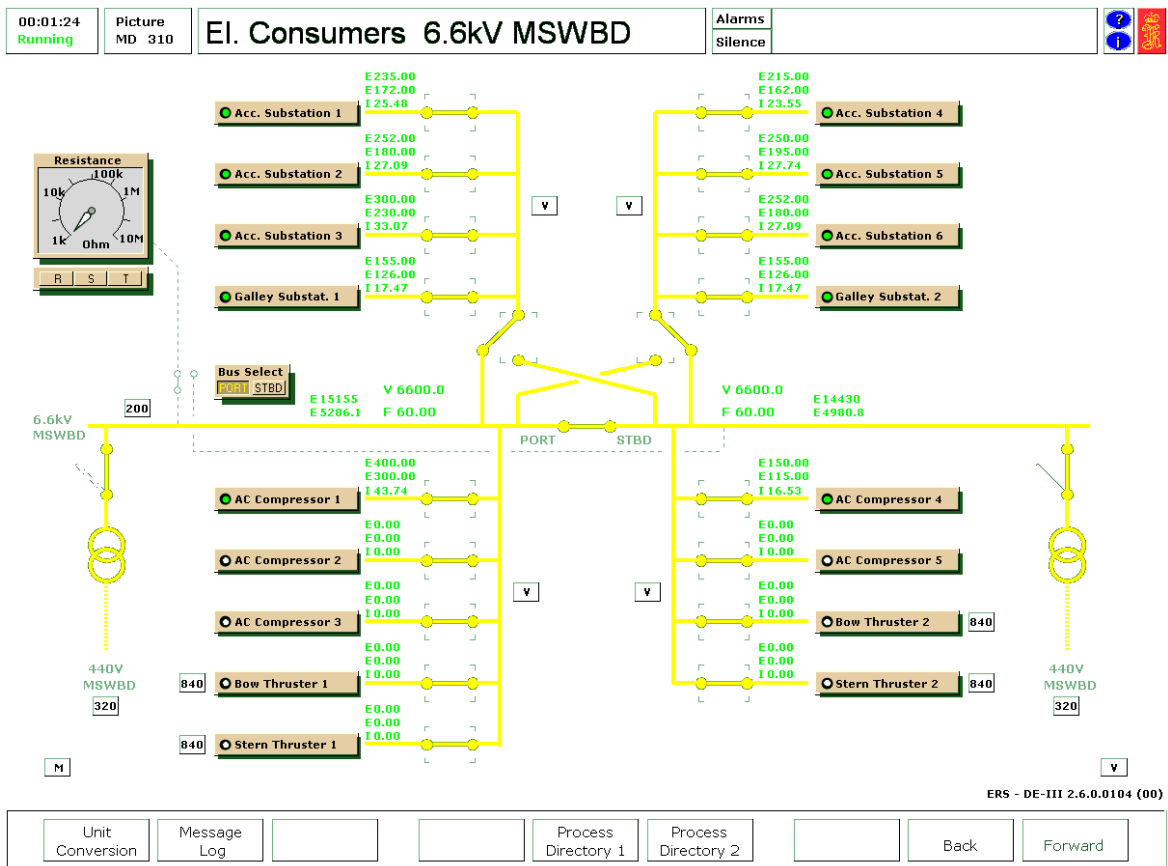 00:01:24
Running
Picture
MD 310
El. Consumers 6.6kV MSWBD
Alarms
Silence
?
i
E235.00
E172.00
I 25.48
Acc. Substation 1
E215.00
E162.00
I 23.55
Acc. Substation 4
E252.00
E180.00
I 27.09
Acc. Substation 2
E250.00
E195.00
I 27.74
Acc. Substation 5
Resistance
100k
10k
1M
1k
Ohm
10M
R S T
E300.00
E230.00
I 33.07
Acc. Substation 3
V
V
E252.00
E180.00
I 27.09
Acc. Substation 6
E155.00
E126.00
I 17.47
Galley Substat. 1
E155.00
E126.00
I 17.47
Galley Substat. 2
Bus Select
PORT STBD
E15155
E5286.1
V 6600.0
F 60.00
V 6600.0
F 60.00
E14430
E4980.8
200
6.6kV
MSWBD
PORT
STBD
E400.00
E300.00
I 43.74
AC Compressor 1
E150.00
E115.00
I 16.53
AC Compressor 4
E0.00
E0.00
I 0.00
AC Compressor 2
E0.00
E0.00
I 0.00
AC Compressor 5
V
V
E0.00
E0.00
I 0.00
AC Compressor 3
E0.00
E0.00
I 0.00
Bow Thruster 2
840
440V
MSWBD
320
E0.00
E0.00
I 0.00
840
Bow Thruster 1
E0.00
E0.00
I 0.00
Stern Thruster 2
840
440V
MSWBD
320
E0.00
E0.00
I 0.00
840
Stern Thruster 1
M
V
ERS - DE-III 2.6.0.0104 (00)
Unit
Conversion
Message
Log
Process
Directory 1
Process
Directory 2
Back
Forward